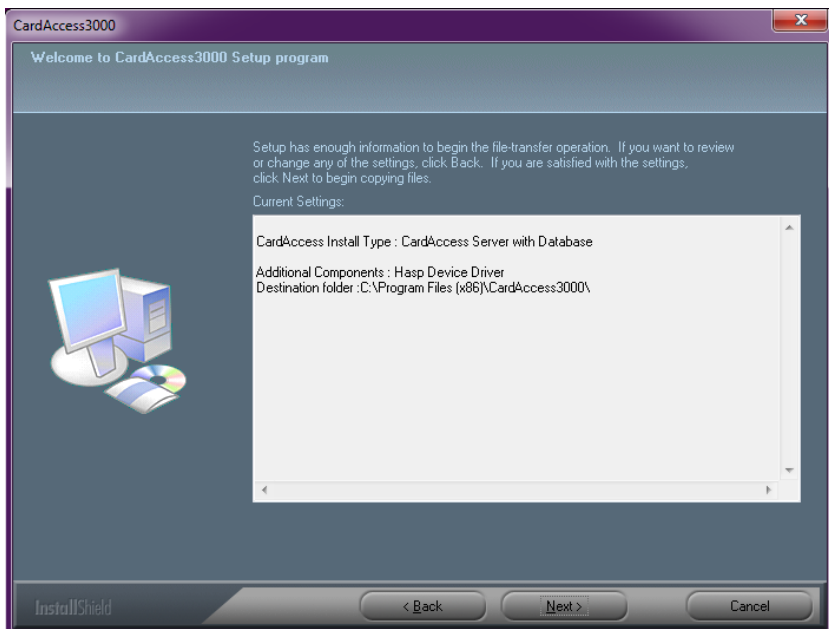 CardAccess3000
Welcome to CardAccess3000 Setup program
Setup has enough information to begin the file-transfer operation. If you want to review
or change any of the settings, click Back. If you are satisfied with the settings,
click Next to begin copying files.
Current Settings:
CardAccess Install Type : CardAccess Server with Database
Additional Components : Hasp Device Driver
Destination folder :C:\Program Files (x86)\CardAccess3000\
InstallShield
< Back
Next >
Cancel